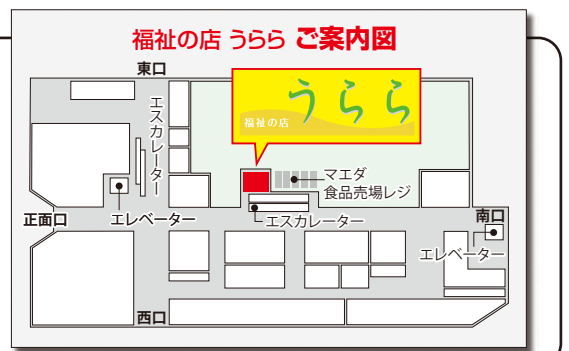 福祉の店 うらら ご案内図
東口
エスカレーター
うらら
福祉の店
マエダ
食品売場レジ
正面口
エレベーター
エスカレーター
南口
エレベーター
西口